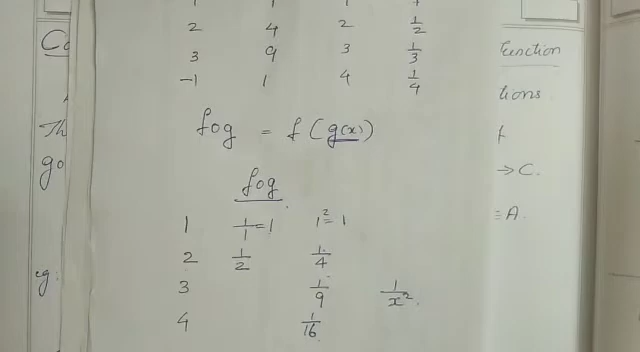 2 4 2 1/2
Co
3 9 3 1/3
function
-1 1 4 1/4
tions
fog = f(g(x))
Th
go
→ C.
fog
≡ A.
1 1/1 = 1 1² = 1
2 1/2 1/4
eg:
3 1/9 1/x².
4 1/16